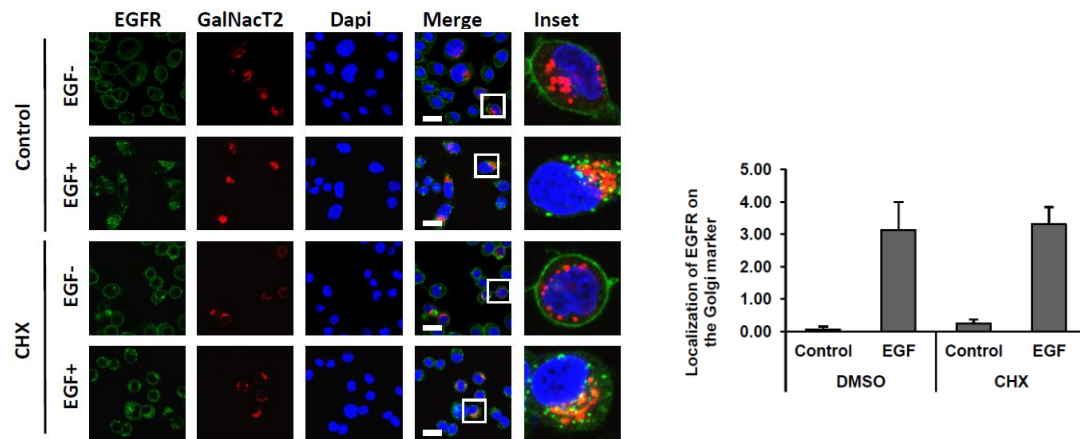 EGFR GalNacT2 Dapi Merge Inset
Control
EGF-
EGF+
CHX
EGF-
EGF+
Localization of EGFR on
the Golgi marker
5.00
4.00
3.00
2.00
1.00
0.00
Control EGF Control EGF
DMSO CHX